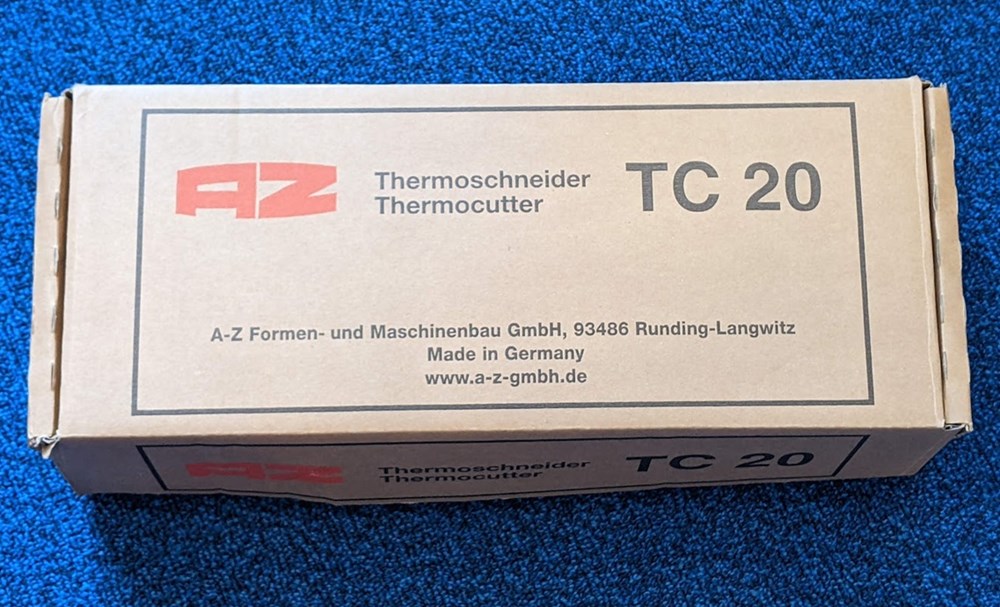 AZ
Thermoschneider
Thermocutter
TC 20
A-Z Formen- und Maschinenbau GmbH, 93486 Runding-Langwitz
Made in Germany
www.a-z-gmbh.de
AZ
Thermoschneider
Thermocutter
TC 20